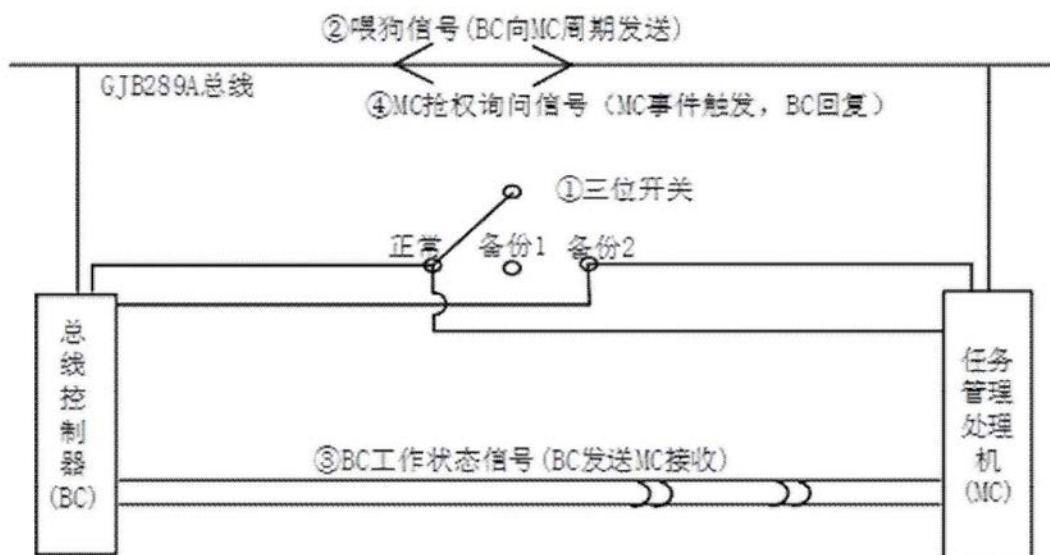 ②喂狗信号(BC向MC周期发送)
GJB289A总线
④MC抢权询问信号（MC事件触发，BC回复）
①三位开关
正常 备份1 备份2
总线控制器(BC)
任务管理处理机(MC)
③BC工作状态信号(BC发送MC接收)